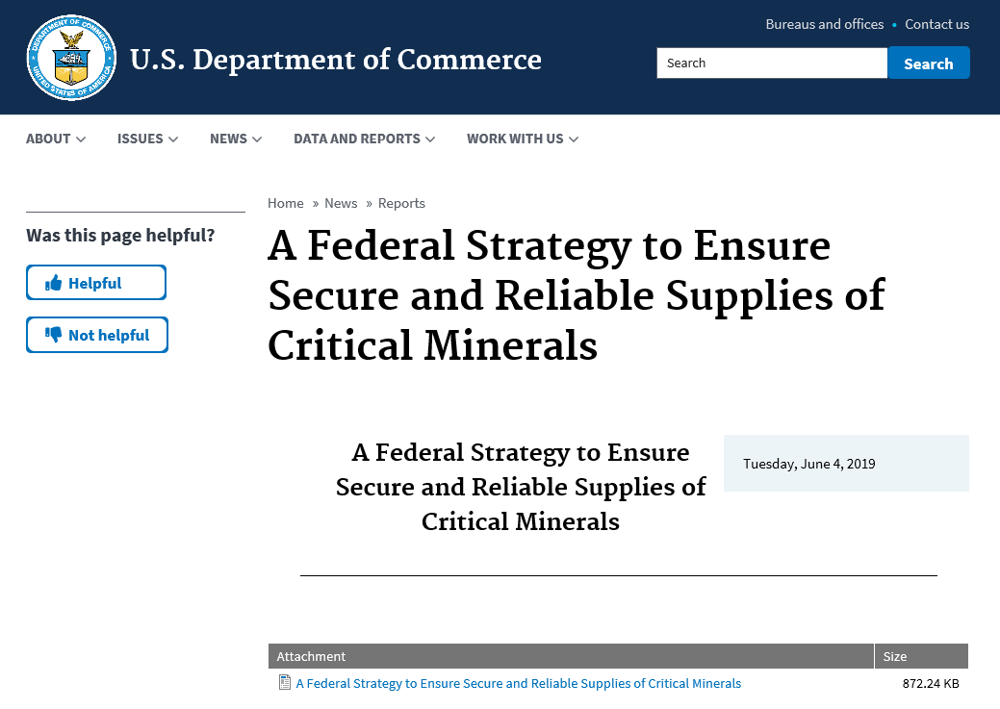 DEPARTMENT OF COMMERCE
UNITED STATES OF AMERICA
U.S. Department of Commerce
Bureaus and offices • Contact us
Search Search
ABOUT ISSUES NEWS DATA AND REPORTS WORK WITH US
Home » News » Reports
Was this page helpful?
Helpful
Not helpful
A Federal Strategy to Ensure
Secure and Reliable Supplies of
Critical Minerals
A Federal Strategy to Ensure
Secure and Reliable Supplies of
Critical Minerals
Tuesday, June 4, 2019
Attachment Size
A Federal Strategy to Ensure Secure and Reliable Supplies of Critical Minerals 872.24 KB